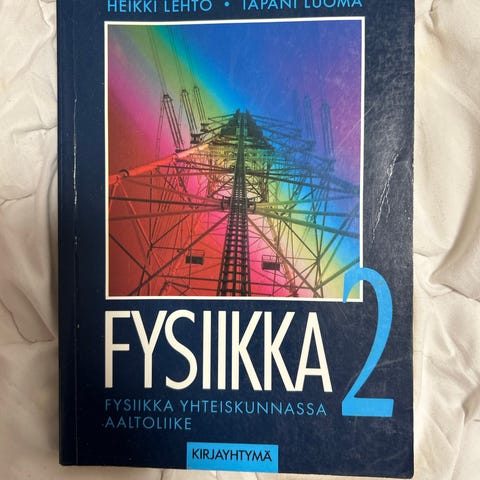 HEIKKI LEHTO • TAPANI LUOMA
FYSIIKKA 2
FYSIIKKA YHTEISKUNNASSA
AALTOLIIKE
KIRJAYHTYMÄ